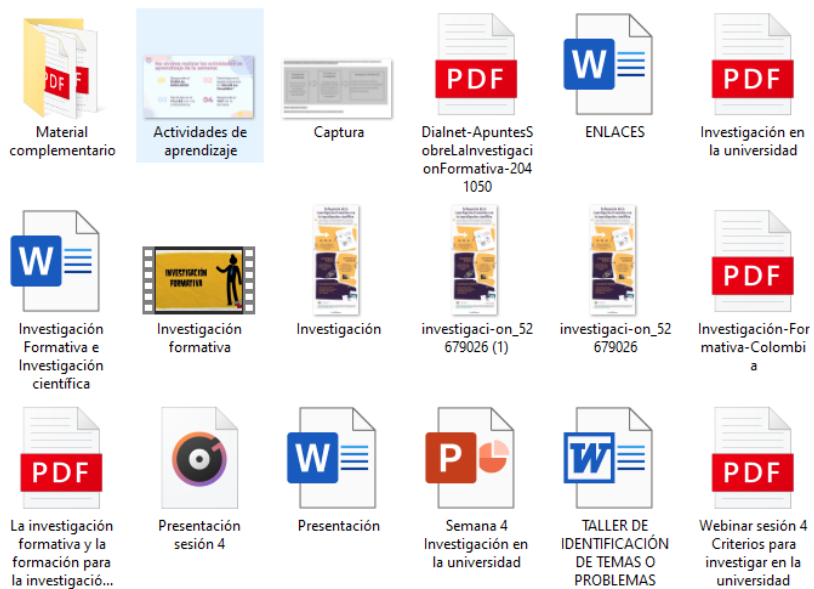 PDF
Material
complementario
Actividades de
aprendizaje
Captura
PDF
Dialnet-ApuntesS
obreLaInvestigaci
onFormativa-204
1050
W
ENLACES
PDF
Investigación en
la universidad
W
Investigación
Formativa e
Investigación
científica
INVESTIGACIÓN
FORMATIVA
Investigación
formativa
Investigación
investigaci-on_52
679026 (1)
investigaci-on_52
679026
PDF
Investigación-For
mativa-Colombi
a
PDF
La investigación
formativa y la
formación para
la investigació...
Presentación
sesión 4
W
Presentación
P
Semana 4
Investigación en
la universidad
W
TALLER DE
IDENTIFICACIÓN
DE TEMAS O
PROBLEMAS
PDF
Webinar sesión 4
Criterios para
investigar en la
universidad